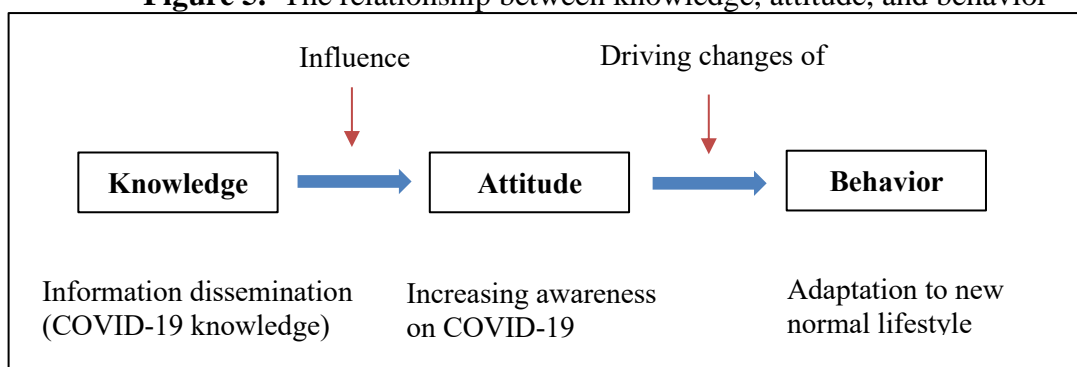 Figure 3: The relationship between knowledge, attitude, and behavior
Influence
Driving changes of
Knowledge
Attitude
Behavior
Information dissemination
(COVID-19 knowledge)
Increasing awareness
on COVID-19
Adaptation to new
normal lifestyle